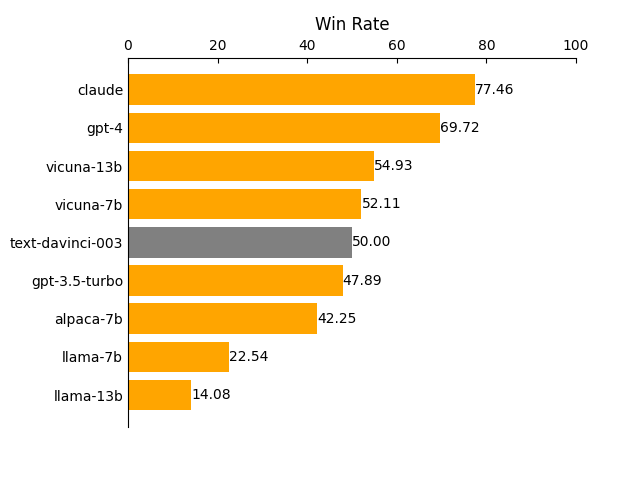 Win Rate
0 20 40 60 80 100
claude 77.46
gpt-4 69.72
vicuna-13b 54.93
vicuna-7b 52.11
text-davinci-003 50.00
gpt-3.5-turbo 47.89
alpaca-7b 42.25
llama-7b 22.54
llama-13b 14.08